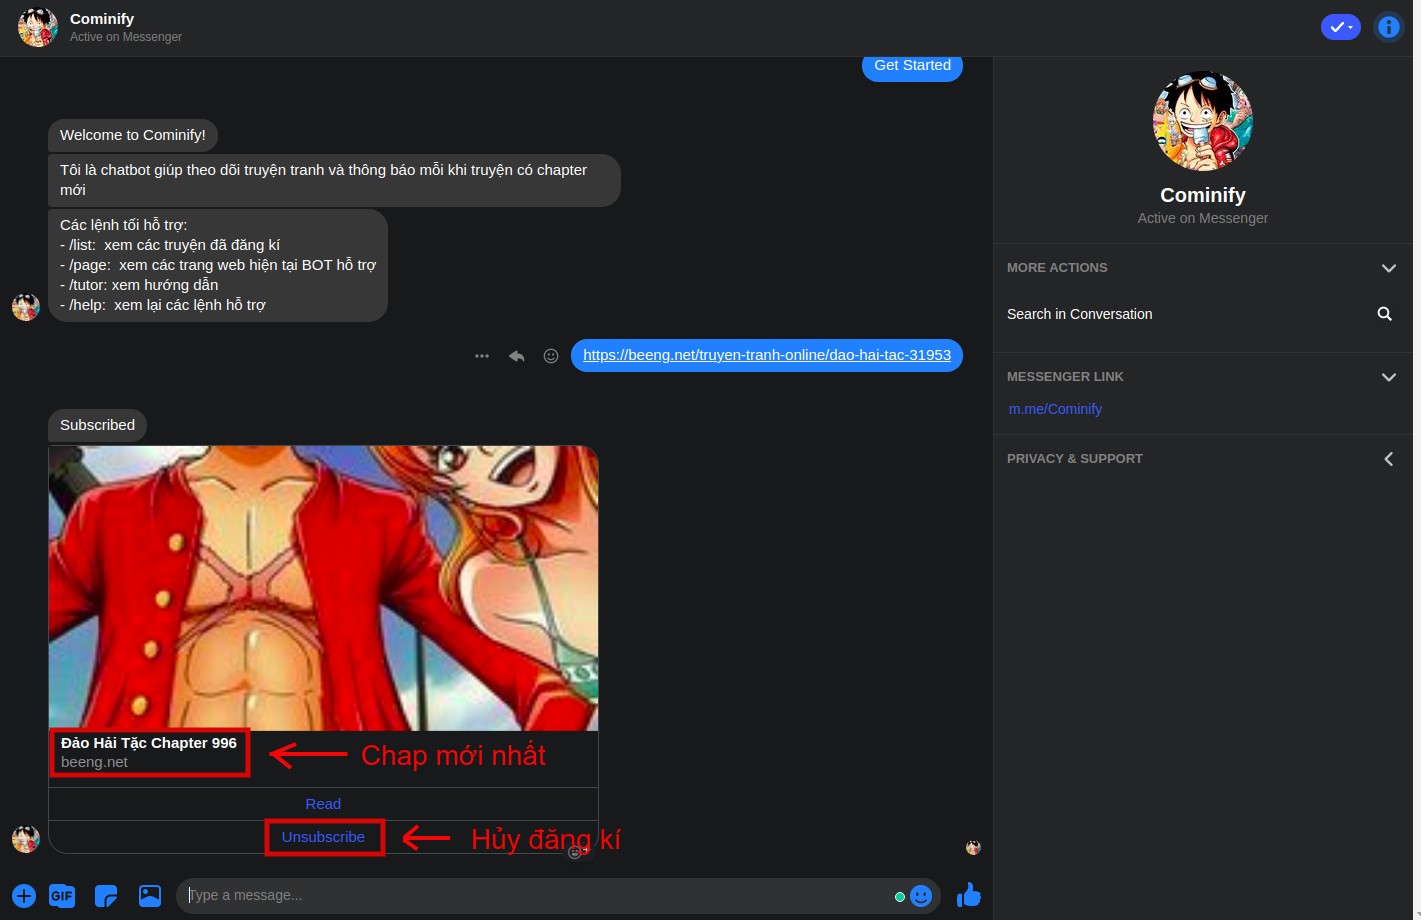 Cominify
Active on Messenger
Get Started
Welcome to Cominify!
Tôi là chatbot giúp theo dõi truyện tranh và thông báo mỗi khi truyện có chapter
mới
Các lệnh tối hỗ trợ:
- /list:  xem các truyện đã đăng kí
- /page:  xem các trang web hiện tại BOT hỗ trợ
- /tutor: xem hướng dẫn
- /help:  xem lại các lệnh hỗ trợ
https://beeng.net/truyen-tranh-online/dao-hai-tac-31953
Subscribed
Đảo Hải Tặc Chapter 996
beeng.net
Chap mới nhất
Read
Unsubscribe
Hủy đăng kí
GIF
Type a message...
Cominify
Active on Messenger
MORE ACTIONS
Search in Conversation
MESSENGER LINK
m.me/Cominify
PRIVACY & SUPPORT